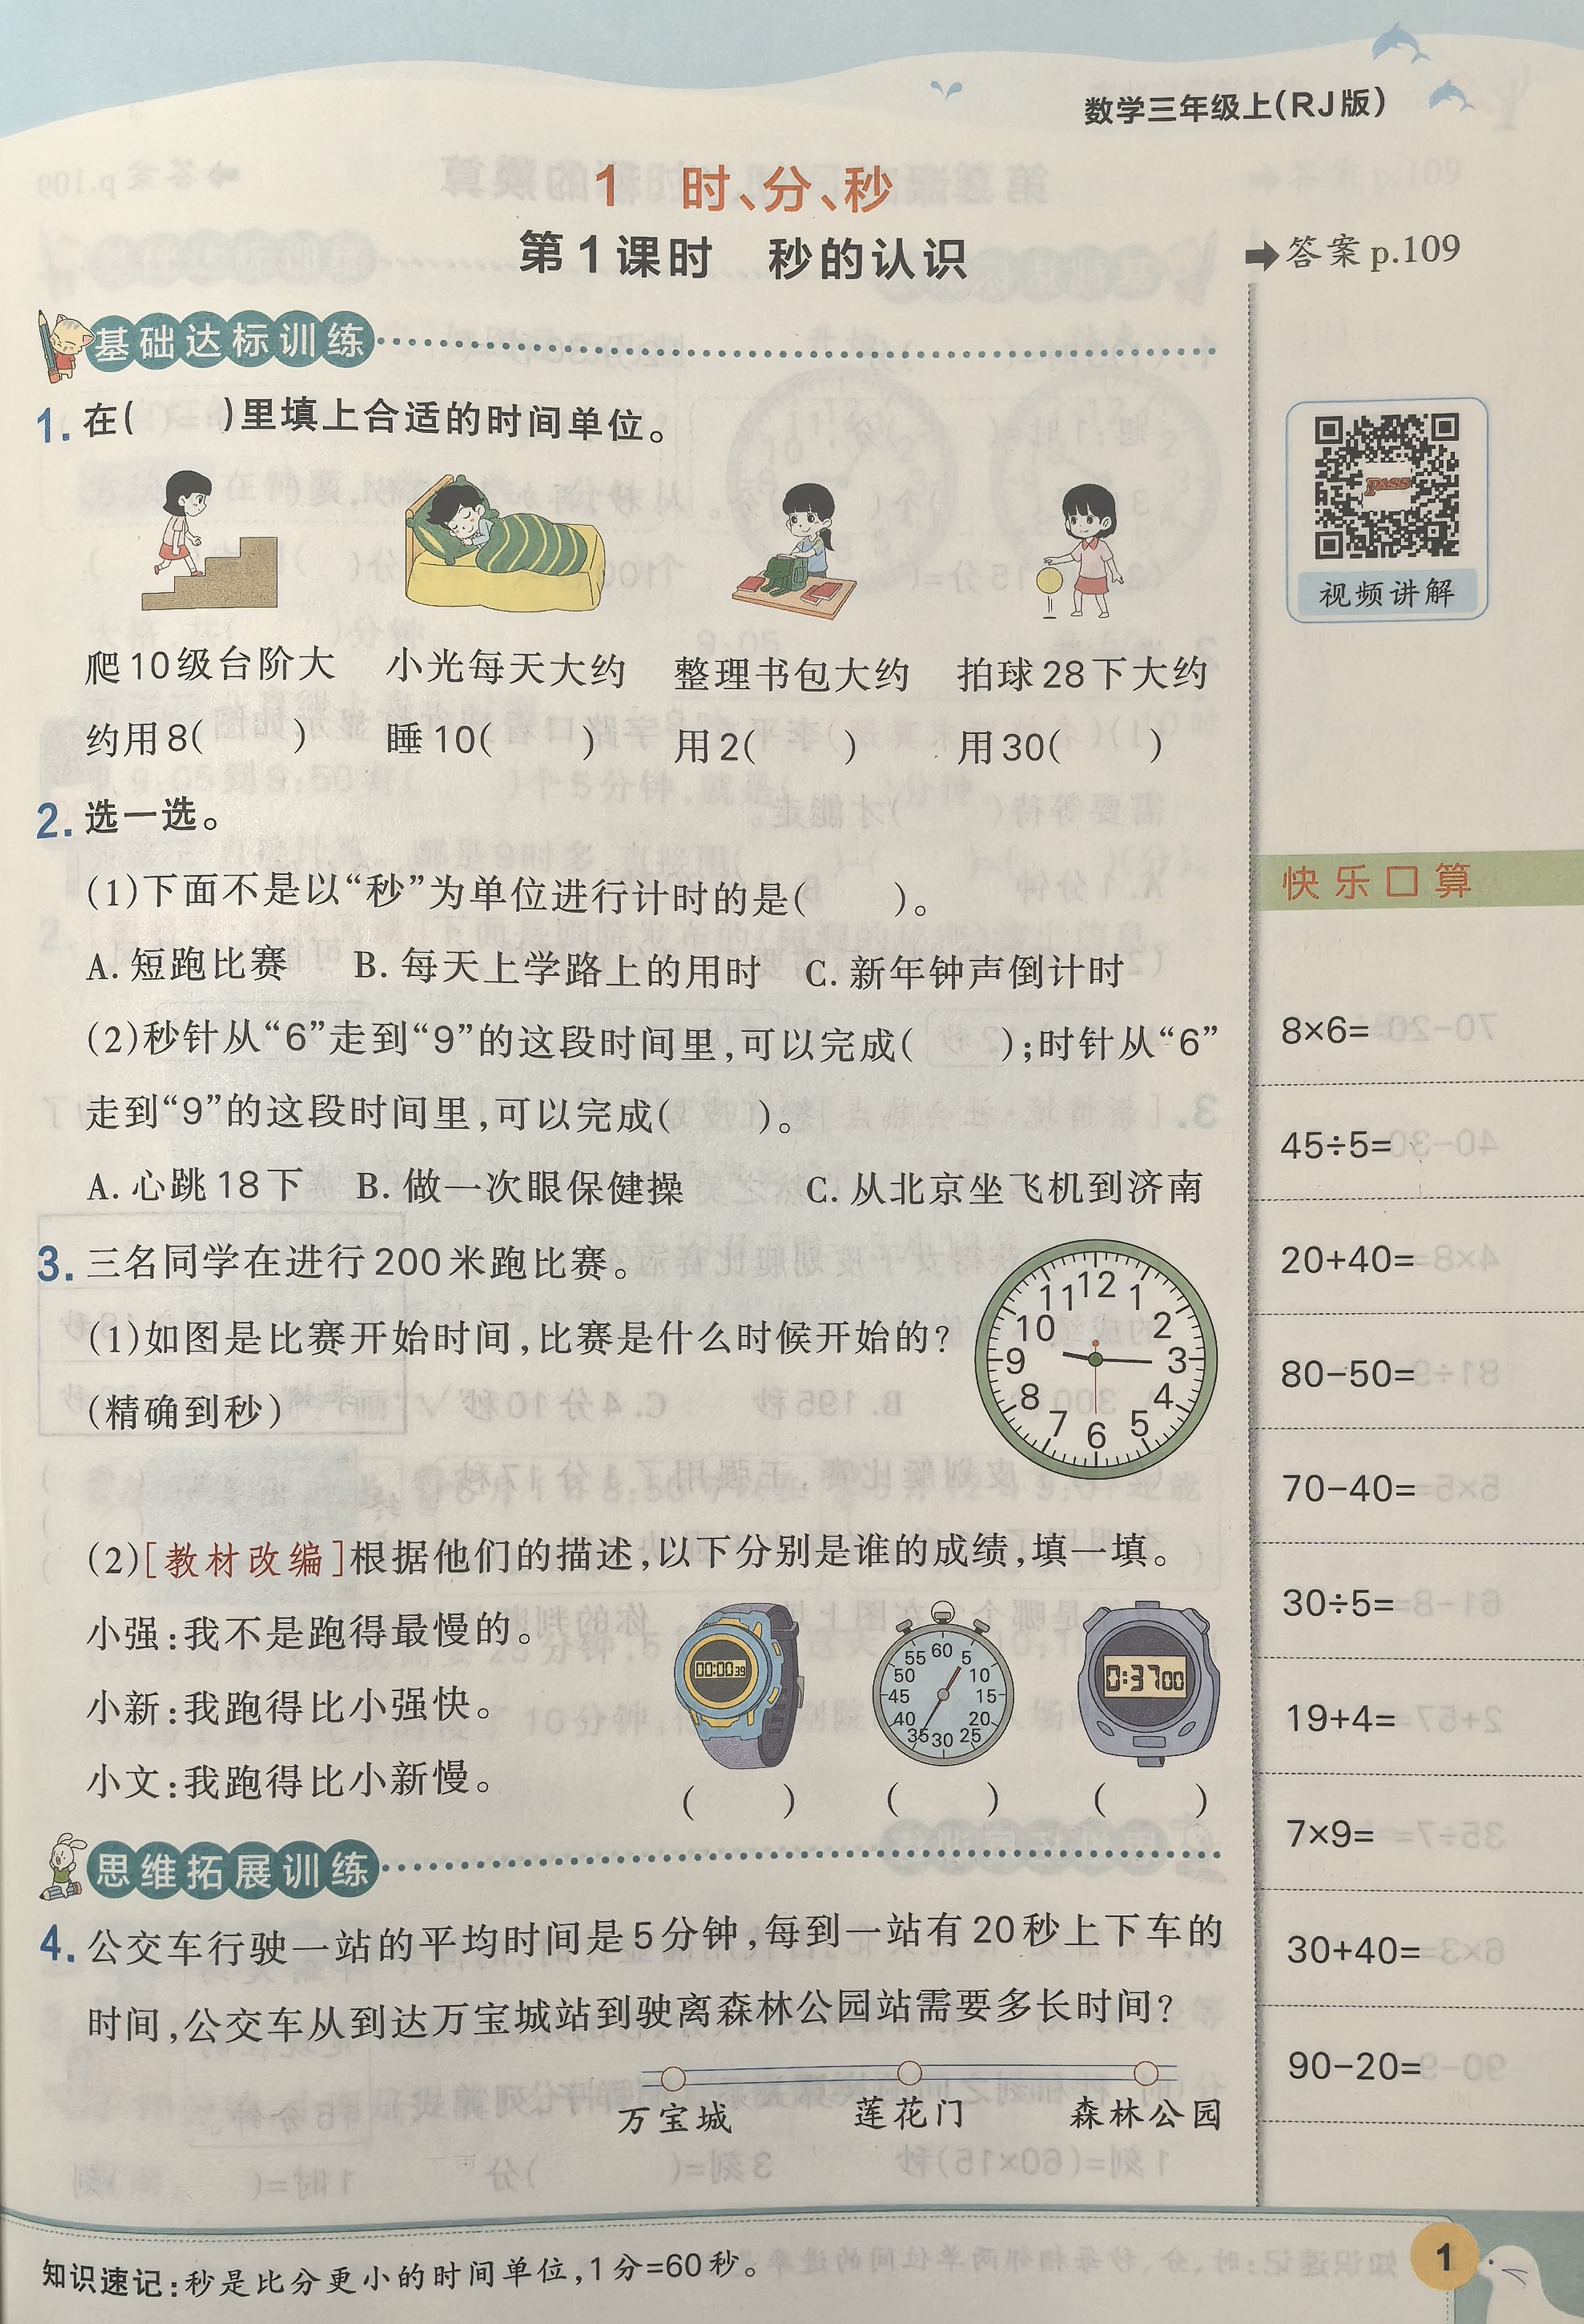 数学三年级上(RJ版)
1 时、分、秒
第1课时 秒的认识
➡答案 p.109
基础达标训练
1. 在( )里填上合适的时间单位。
爬10级台阶大 小光每天大约 整理书包大约 拍球28下大约
约用8( ) 睡10( ) 用2( ) 用30( )
PASS
视频讲解
2. 选一选。
(1)下面不是以“秒”为单位进行计时的是( )。
A. 短跑比赛 B. 每天上学路上的用时 C. 新年钟声倒计时
(2)秒针从“6”走到“9”的这段时间里,可以完成( );时针从“6”
走到“9”的这段时间里,可以完成( )。
A. 心跳18下 B. 做一次眼保健操 C. 从北京坐飞机到济南
3. 三名同学在进行200米跑比赛。
(1)如图是比赛开始时间,比赛是什么时候开始的?
(精确到秒)
12 1 2 3 4 5 6 7 8 9 10 11
(2)[教材改编]根据他们的描述,以下分别是谁的成绩,填一填。
小强:我不是跑得最慢的。
小新:我跑得比小强快。
小文:我跑得比小新慢。
00:00 39
60 5 10 15 20 25 30 35 40 45 50 55
0:37 00
( ) ( ) ( )
思维拓展训练
4. 公交车行驶一站的平均时间是5分钟,每到一站有20秒上下车的
时间,公交车从到达万宝城站到驶离森林公园站需要多长时间?
万宝城 莲花门 森林公园
快乐口算
8×6=
45÷5=
20+40=
80-50=
70-40=
30÷5=
19+4=
7×9=
30+40=
90-20=
知识速记:秒是比分更小的时间单位,1分=60秒。
1